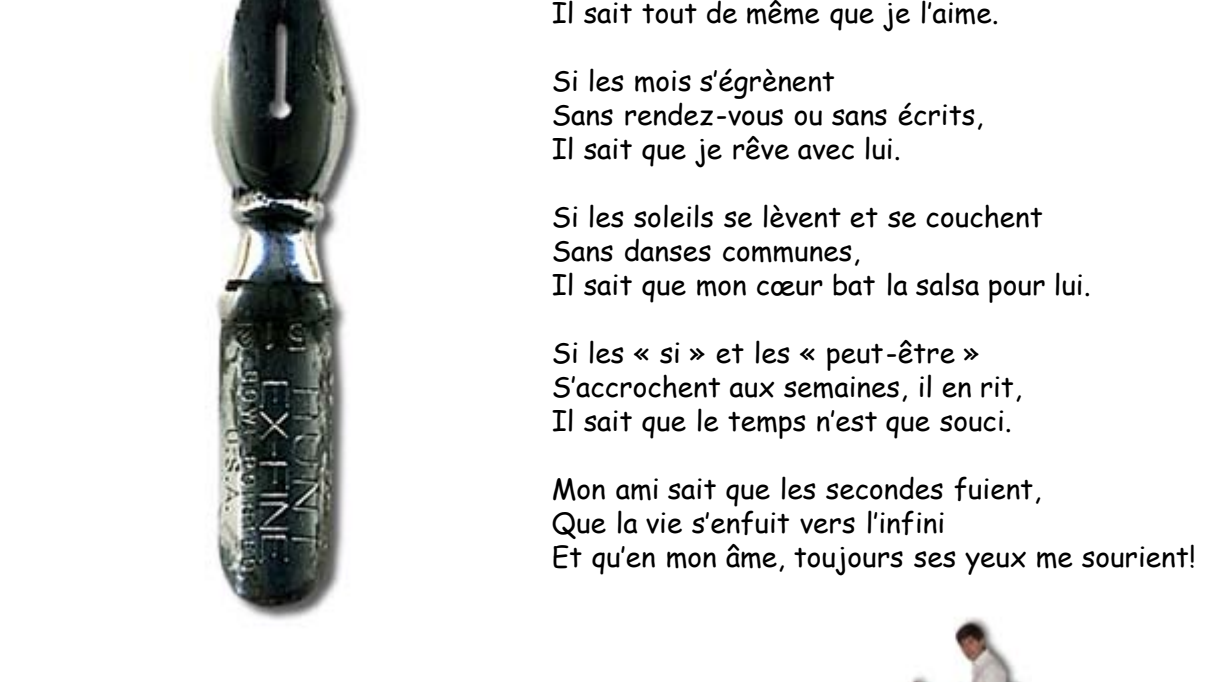 Il sait tout de même que je l'aime.
Si les mois s'égrènent
Sans rendez-vous ou sans écrits,
Il sait que je rêve avec lui.
Si les soleils se lèvent et se couchent
Sans danses communes,
Il sait que mon cœur bat la salsa pour lui.
Si les « si » et les « peut-être »
S'accrochent aux semaines, il en rit,
Il sait que le temps n'est que souci.
Mon ami sait que les secondes fuient,
Que la vie s'enfuit vers l'infini
Et qu'en mon âme, toujours ses yeux me sourient!
512
HUNT
EX-FINE
U.S.A.